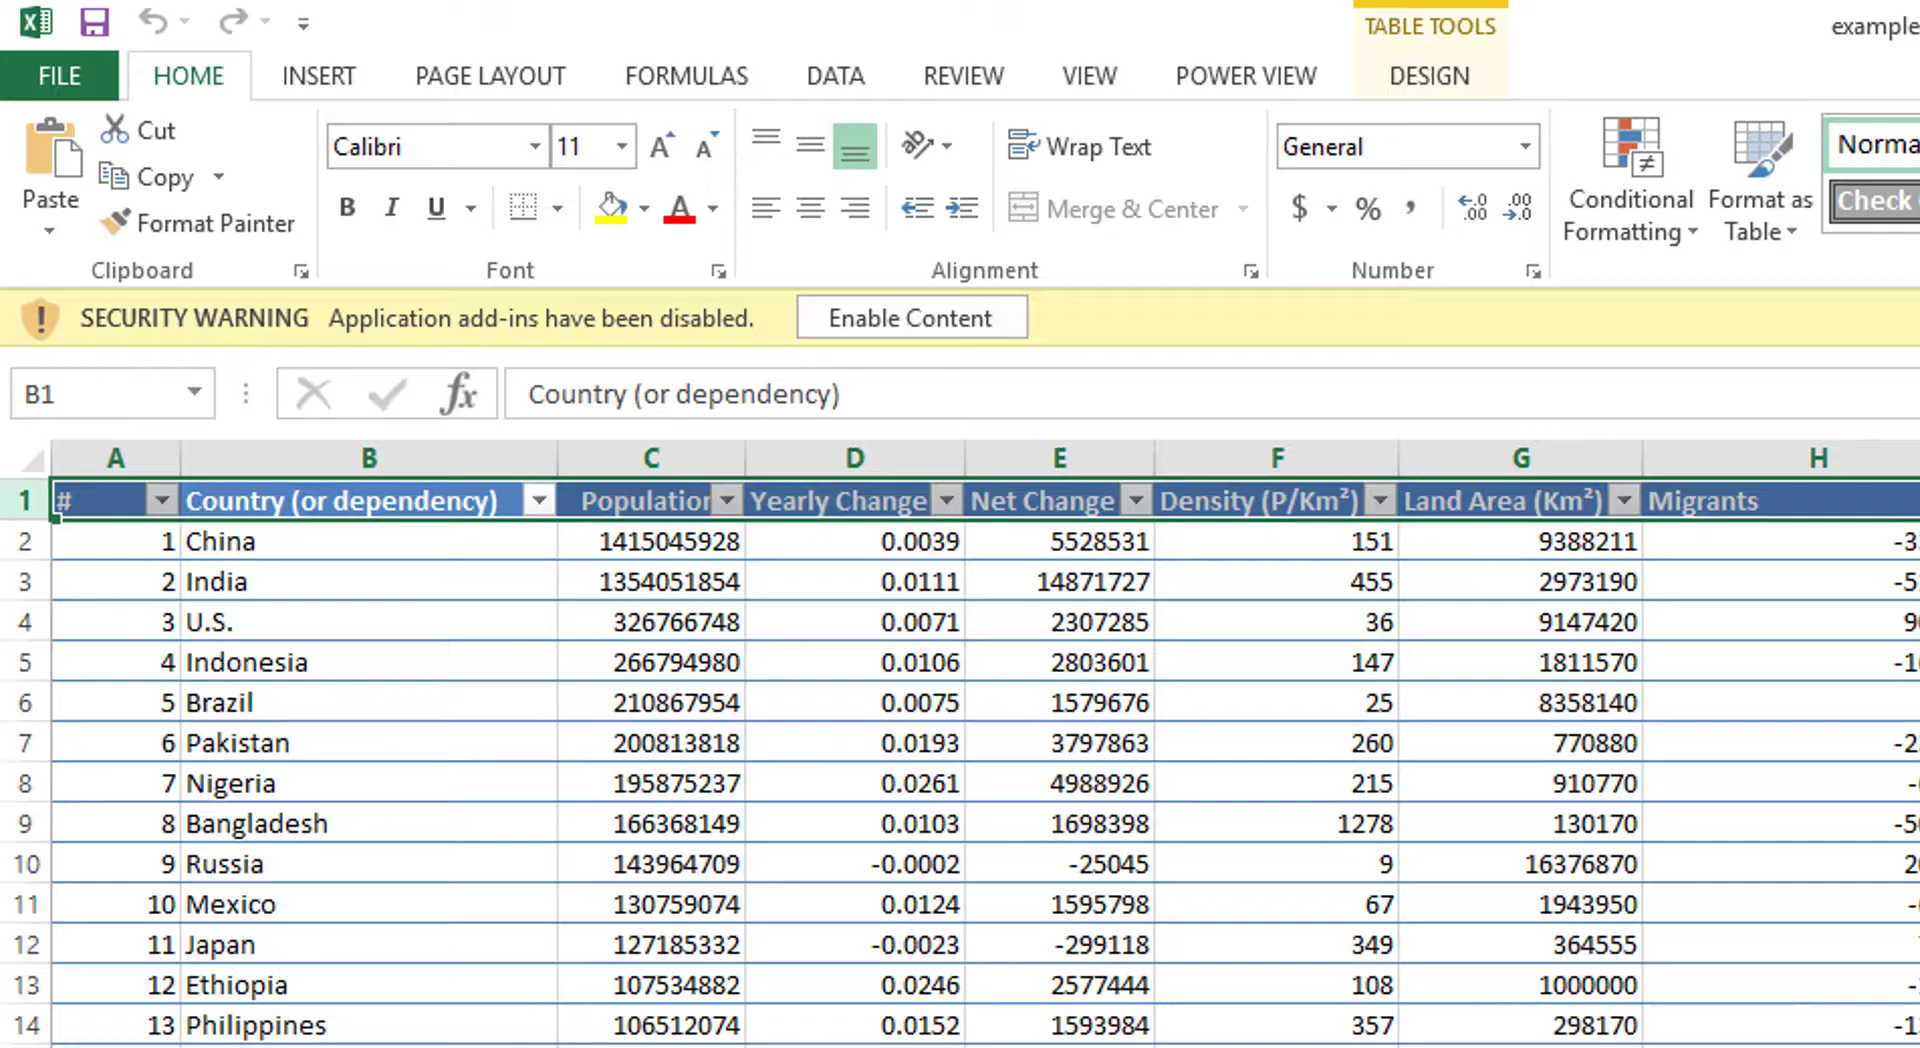 TABLE TOOLS
example
FILE HOME INSERT PAGE LAYOUT FORMULAS DATA REVIEW VIEW POWER VIEW DESIGN
Paste
Cut
Copy
Format Painter
Clipboard
Calibri 11
B I U
Font
Wrap Text
Merge & Center
Alignment
General
$ % ,
Number
Conditional Formatting
Format as Table
Norma
Check
SECURITY WARNING Application add-ins have been disabled. Enable Content
B1 fx Country (or dependency)
A B C D E F G H
1 # Country (or dependency) Population Yearly Change Net Change Density (P/Km²) Land Area (Km²) Migrants
2 1 China 1415045928 0.0039 5528531 151 9388211
3 2 India 1354051854 0.0111 14871727 455 2973190
4 3 U.S. 326766748 0.0071 2307285 36 9147420
5 4 Indonesia 266794980 0.0106 2803601 147 1811570
6 5 Brazil 210867954 0.0075 1579676 25 8358140
7 6 Pakistan 200813818 0.0193 3797863 260 770880
8 7 Nigeria 195875237 0.0261 4988926 215 910770
9 8 Bangladesh 166368149 0.0103 1698398 1278 130170
10 9 Russia 143964709 -0.0002 -25045 9 16376870
11 10 Mexico 130759074 0.0124 1595798 67 1943950
12 11 Japan 127185332 -0.0023 -299118 349 364555
13 12 Ethiopia 107534882 0.0246 2577444 108 1000000
14 13 Philippines 106512074 0.0152 1593984 357 298170